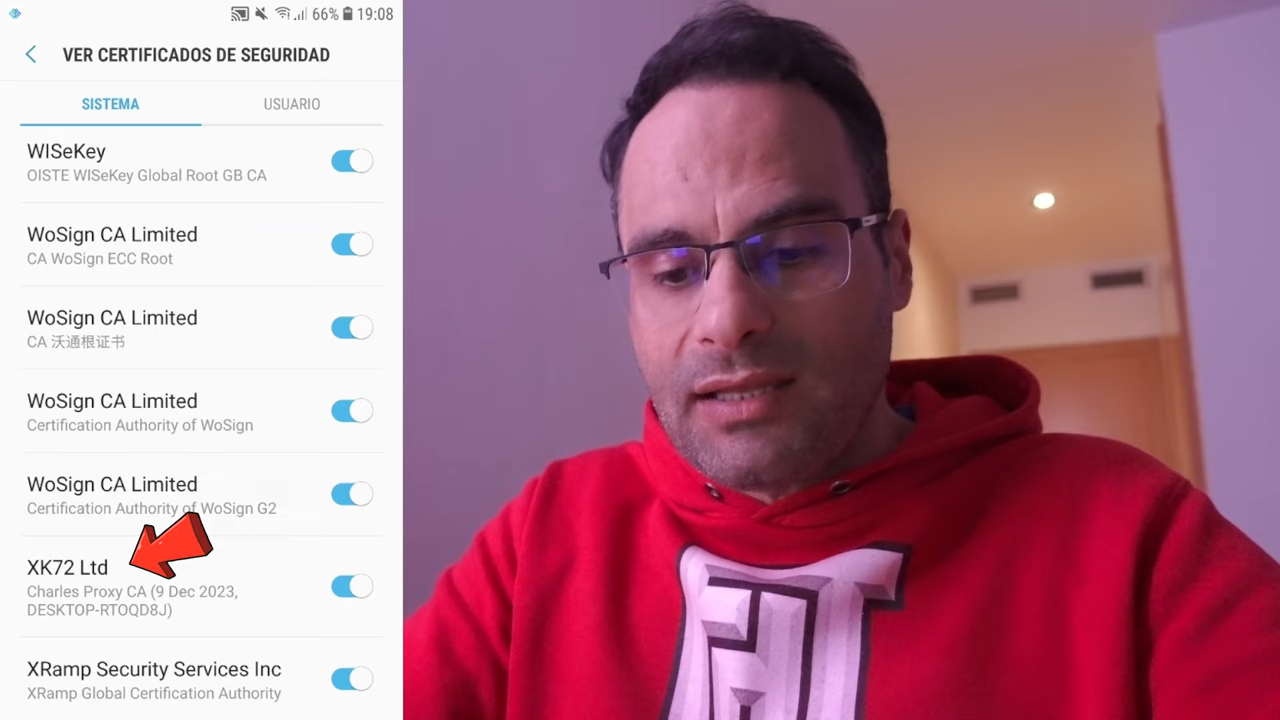 66% 19:08
VER CERTIFICADOS DE SEGURIDAD
SISTEMA USUARIO
WISeKey
OISTE WISeKey Global Root GB CA
WoSign CA Limited
CA WoSign ECC Root
WoSign CA Limited
CA 沃通根证书
WoSign CA Limited
Certification Authority of WoSign
WoSign CA Limited
Certification Authority of WoSign G2
XK72 Ltd
Charles Proxy CA (9 Dec 2023,
DESKTOP-RTOQD8J)
XRamp Security Services Inc
XRamp Global Certification Authority